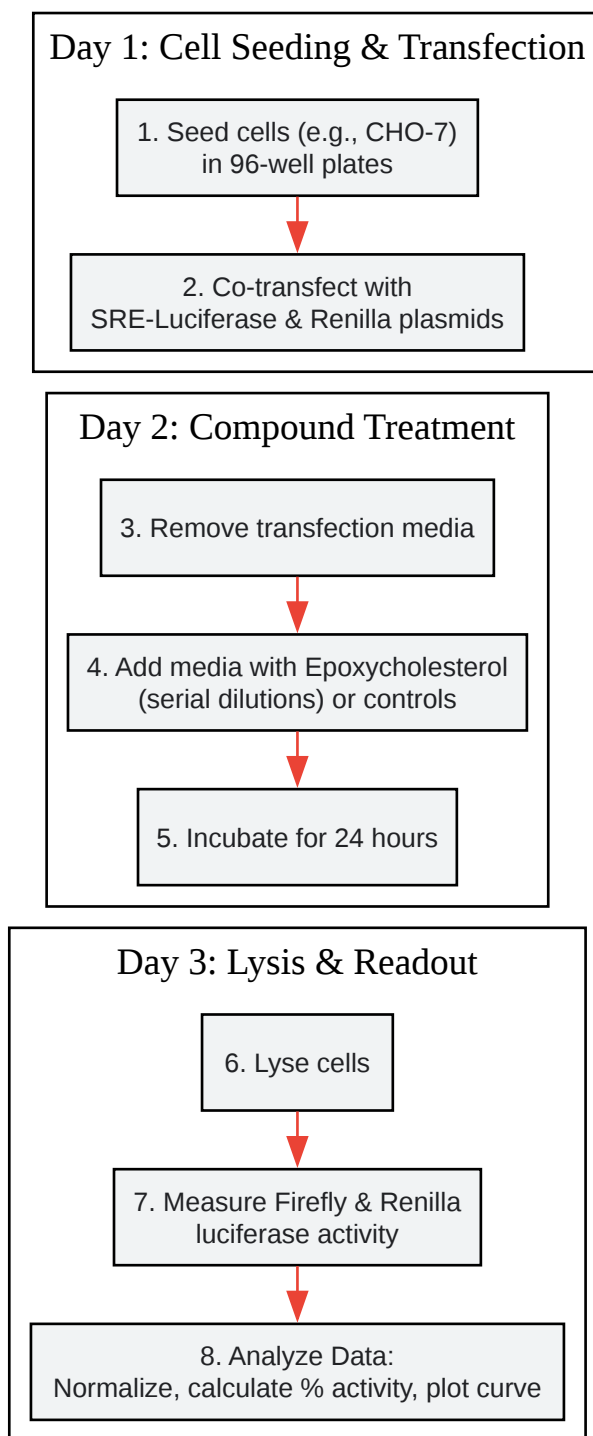 Day 1: Cell Seeding & Transfection
1. Seed cells (e.g., CHO-7)
in 96-well plates
2. Co-transfect with
SRE-Luciferase & Renilla plasmids
Day 2: Compound Treatment
3. Remove transfection media
4. Add media with Epoxycholesterol
(serial dilutions) or controls
5. Incubate for 24 hours
Day 3: Lysis & Readout
6. Lyse cells
7. Measure Firefly & Renilla
luciferase activity
8. Analyze Data:
Normalize, calculate % activity, plot curve